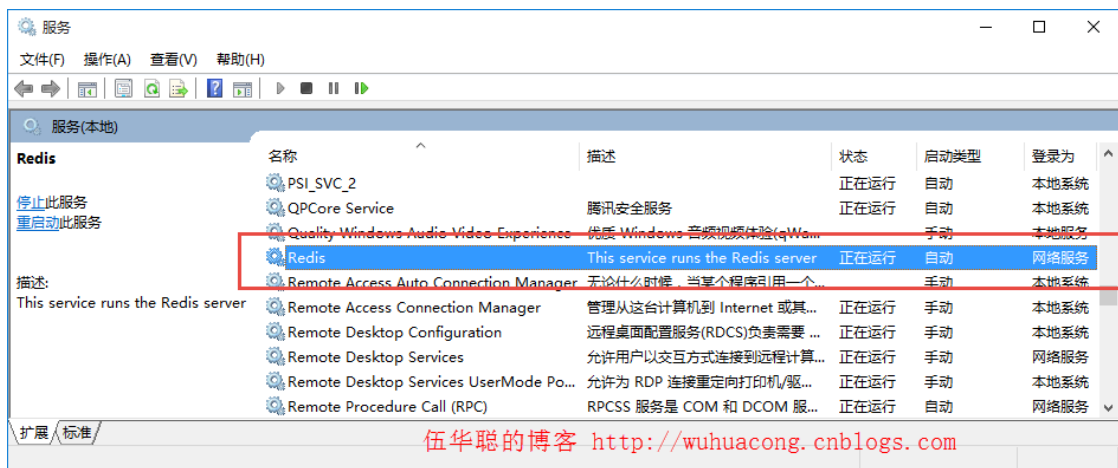 服务
文件(F) 操作(A) 查看(V) 帮助(H)
服务(本地)
Redis
停止此服务
重启动此服务
描述:
This service runs the Redis server
名称 描述 状态 启动类型 登录为
PSI_SVC_2 正在运行 自动 本地系统
QPCore Service 腾讯安全服务 正在运行 自动 本地系统
Quality Windows Audio Video Experience 优质 Windows 音频视频体验(qWa... 手动 本地服务
Redis This service runs the Redis server 正在运行 自动 网络服务
Remote Access Auto Connection Manager 无论什么时候，当某个程序引用一个... 手动 本地系统
Remote Access Connection Manager 管理从这台计算机到 Internet 或其... 正在运行 手动 本地系统
Remote Desktop Configuration 远程桌面配置服务(RDCS)负责需要 ... 正在运行 手动 本地系统
Remote Desktop Services 允许用户以交互方式连接到远程计算... 正在运行 手动 网络服务
Remote Desktop Services UserMode Po... 允许为 RDP 连接重定向打印机/驱... 正在运行 手动 本地系统
Remote Procedure Call (RPC) RPCSS 服务是 COM 和 DCOM 服... 正在运行 自动 网络服务
扩展 标准
伍华聪的博客 http://wuhuacong.cnblogs.com